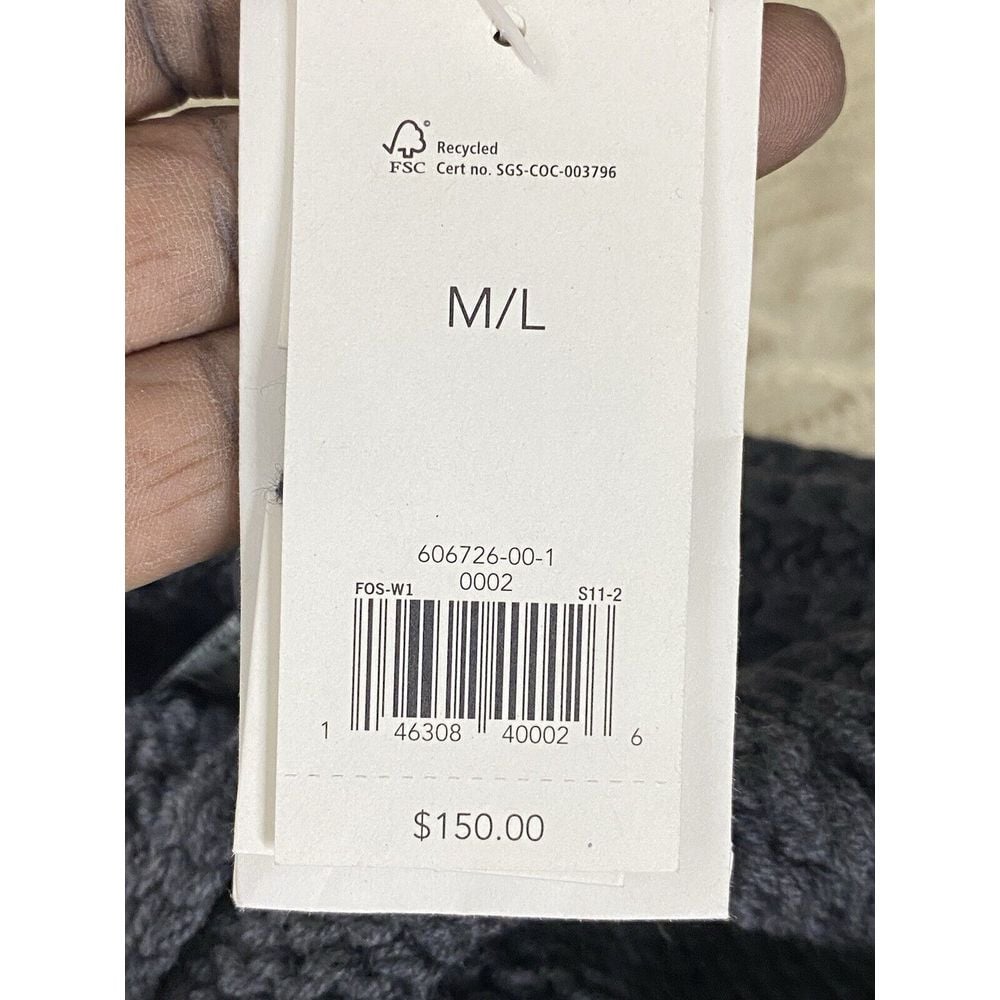 ©
Recycled
FSC Cert no. SGS-COC-003796
M/L
606726-00-1
0002
FOS-W1 S11-2
1 46308 40002 6
$150.00